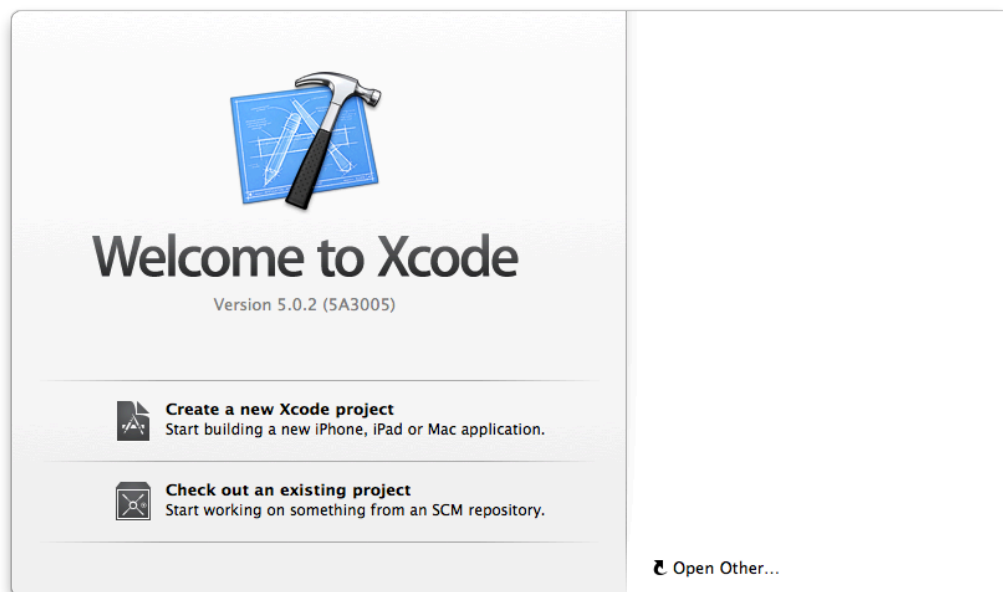 Welcome to Xcode
Version 5.0.2 (5A3005)
Create a new Xcode project
Start building a new iPhone, iPad or Mac application.
Check out an existing project
Start working on something from an SCM repository.
Open Other...